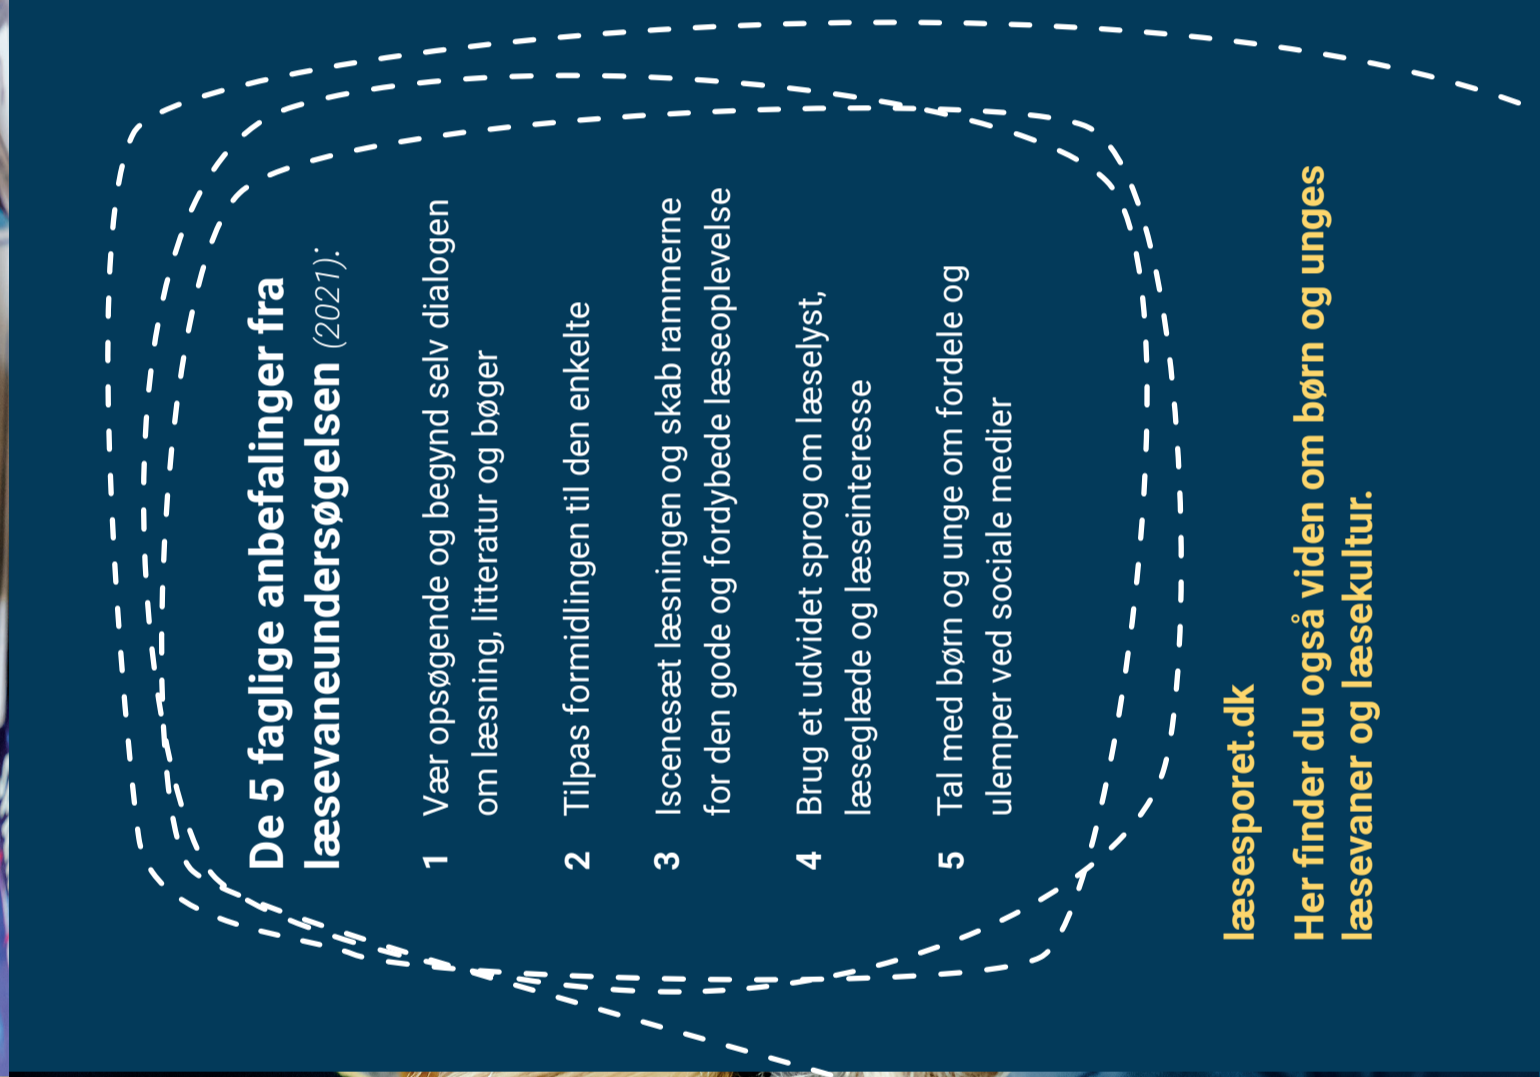 De 5 faglige anbefalinger fra
læsevaneundersøgelsen (2021):
1 Vær opsøgende og begynd selv dialogen
om læsning, litteratur og bøger
2 Tilpas formidlingen til den enkelte
3 Iscenesæt læsningen og skab rammerne
for den gode og fordybede læseoplevelse
4 Brug et udvidet sprog om læselyst,
læseglæde og læseinteresse
5 Tal med børn og unge om fordele og
ulemper ved sociale medier
læsesporet.dk
Her finder du også viden om børn og unges
læsevaner og læsekultur.